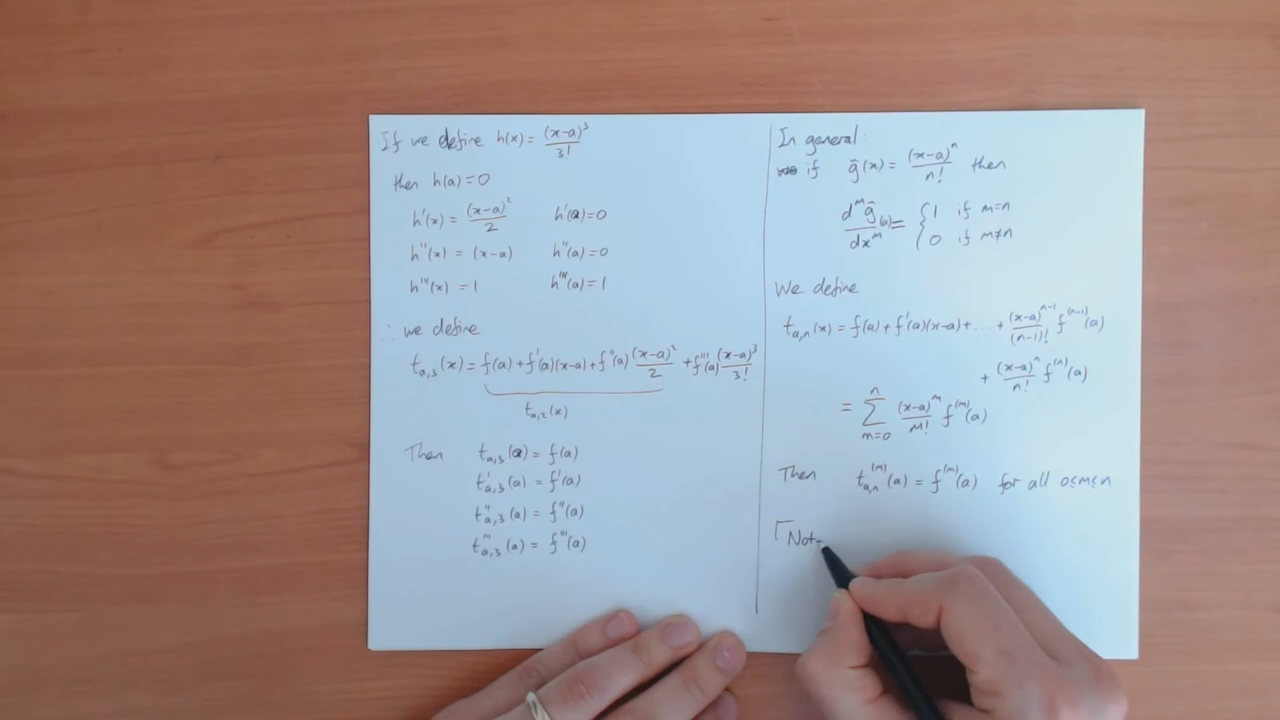 If we define h(x) = (x-a)³/3!
then h(a)=0
h'(x) = (x-a)²/2 h'(a)=0
h''(x) = (x-a) h''(a)=0
h'''(x) = 1 h'''(a)=1
∴ we define
t_{a,3}(x) = f(a) + f'(a)(x-a) + f''(a) (x-a)²/2 + f'''(a) (x-a)³/3!
t_{a,2}(x)
Then t_{a,3}(a) = f(a)
t'_{a,3}(a) = f'(a)
t''_{a,3}(a) = f''(a)
t'''_{a,3}(a) = f'''(a)
In general:
if g̃(x) = (x-a)ⁿ/n! then
d^m g̃/dx^m (a) = { 1 if m=n
0 if m≠n
We define
t_{a,n}(x) = f(a) + f'(a)(x-a) + ... + (x-a)^{n-1}/(n-1)! f^{(n-1)}(a)
+ (x-a)^n/n! f^{(n)}(a)
= ∑_{m=0}^{n} (x-a)^m/m! f^{(m)}(a)
Then t_{a,n}^{(m)}(a) = f^{(m)}(a) for all 0≤m≤n